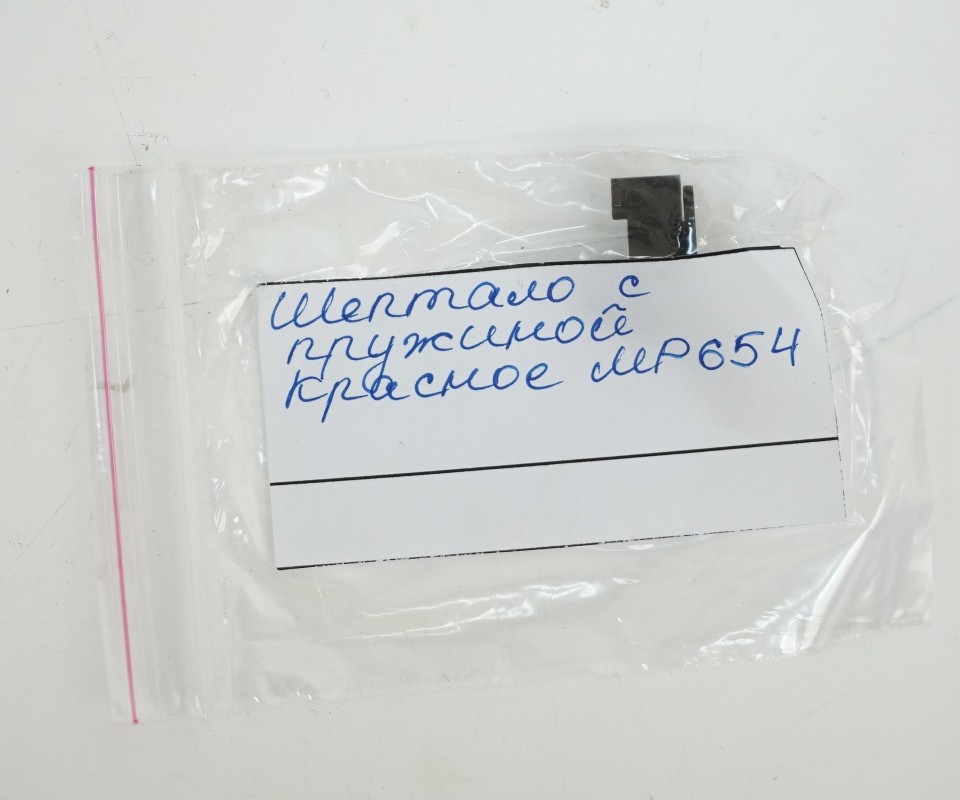 Шептало с
пружиной
красное МР654